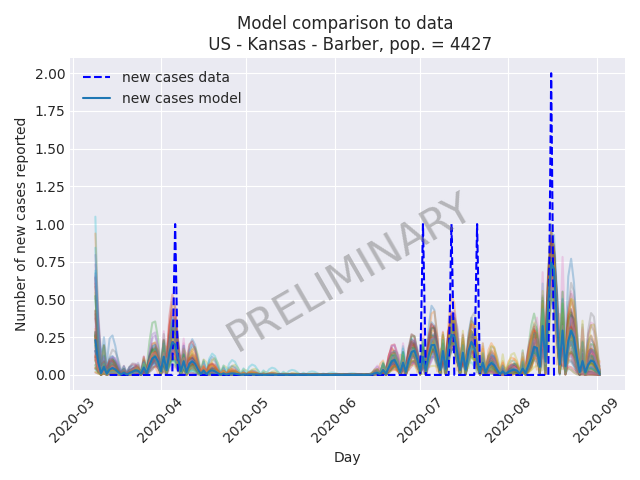 Model comparison to data
US - Kansas - Barber, pop. = 4427
new cases data
new cases model
Number of new cases reported
2.00
1.75
1.50
1.25
1.00
0.75
0.50
0.25
0.00
PRELIMINARY
2020-03
2020-04
2020-05
2020-06
2020-07
2020-08
2020-09
Day